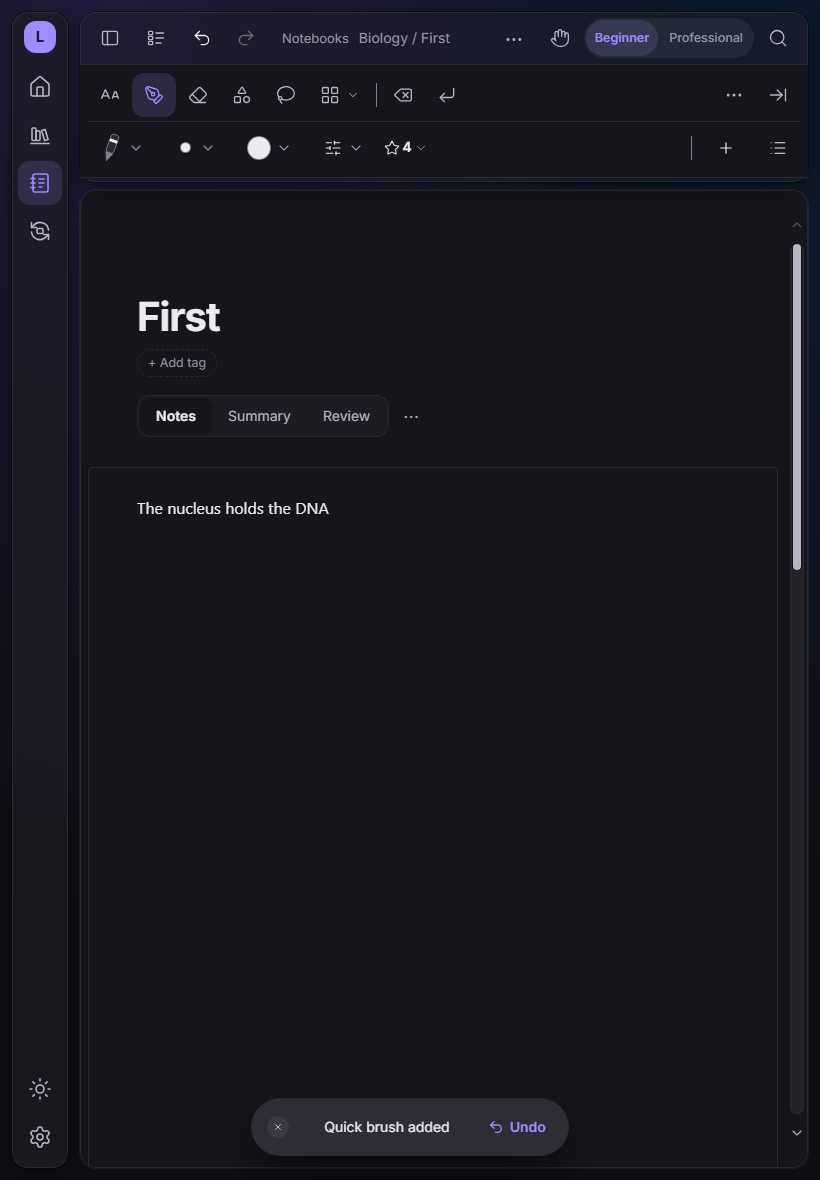 L
Notebooks Biology / First
Beginner Professional
AA
4
First
+ Add tag
Notes Summary Review
The nucleus holds the DNA
Quick brush added Undo